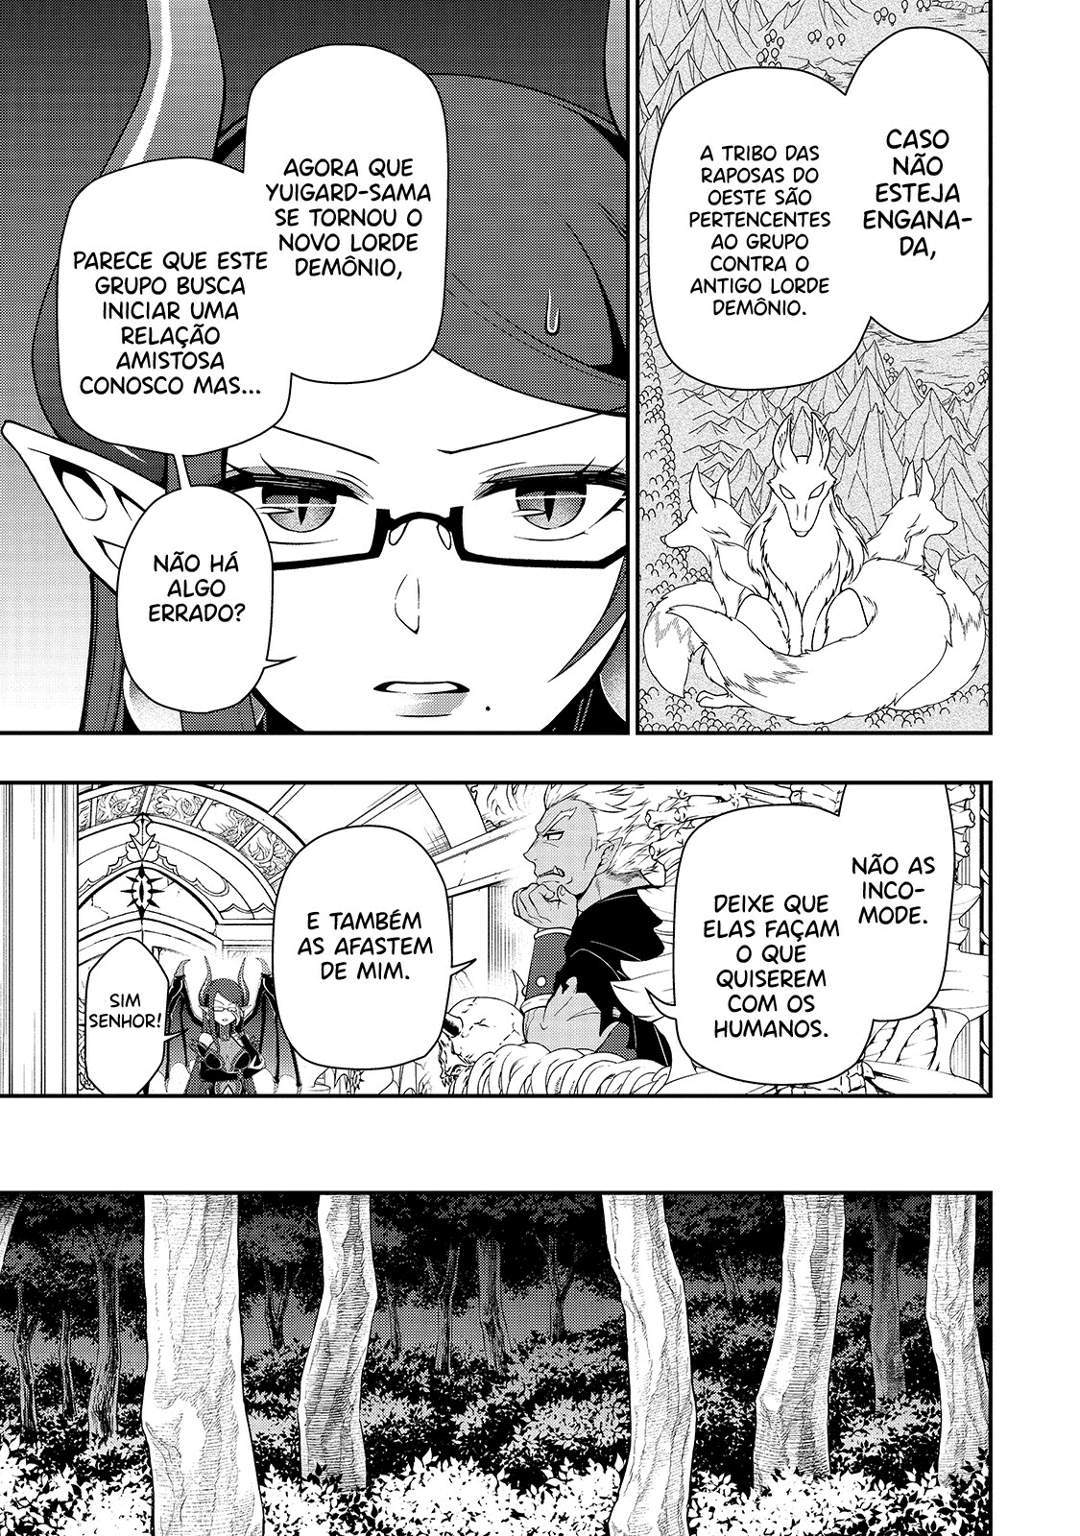 CASO
NÃO
ESTEJA
ENGANA-
DA,
A TRIBO DAS
RAPOSAS DO
OESTE SÃO
PERTENCENTES
AO GRUPO
CONTRA O
ANTIGO LORDE
DEMÔNIO.
AGORA QUE
YUIGARD-SAMA
SE TORNOU O
NOVO LORDE
DEMÔNIO,
PARECE QUE ESTE
GRUPO BUSCA
INICIAR UMA
RELAÇÃO
AMISTOSA
CONOSCO MAS...
NÃO HÁ
ALGO
ERRADO?
NÃO AS
INCO-
MODE.
DEIXE QUE
ELAS FAÇAM
O QUE
QUISEREM
COM OS
HUMANOS.
E TAMBÉM
AS AFASTEM
DE MIM.
SIM
SENHOR!